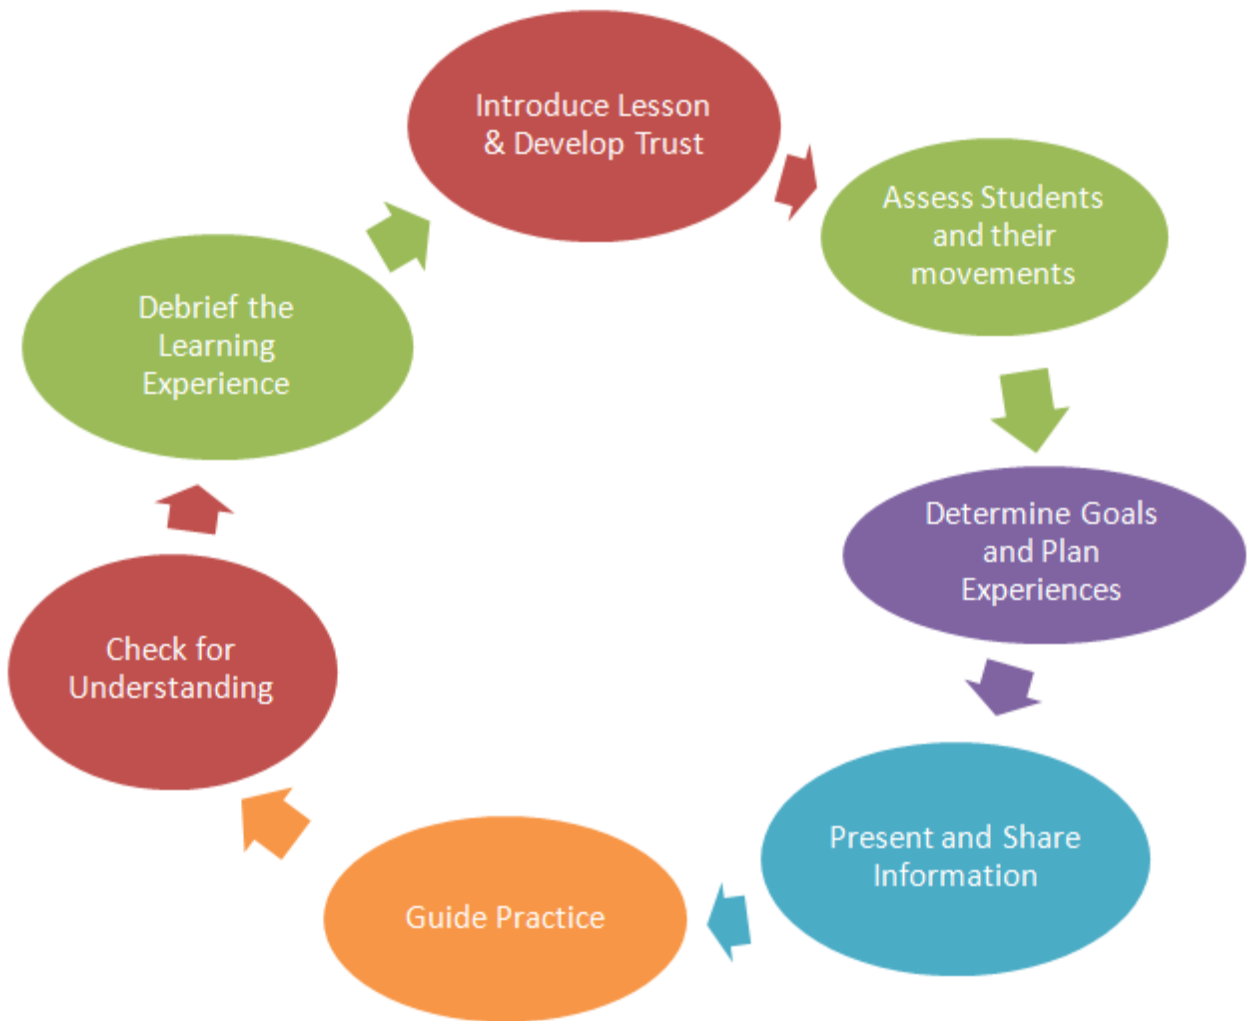 Introduce Lesson
& Develop Trust
Assess Students
and their
movements
Determine Goals
and Plan
Experiences
Present and Share
Information
Guide Practice
Check for
Understanding
Debrief the
Learning
Experience